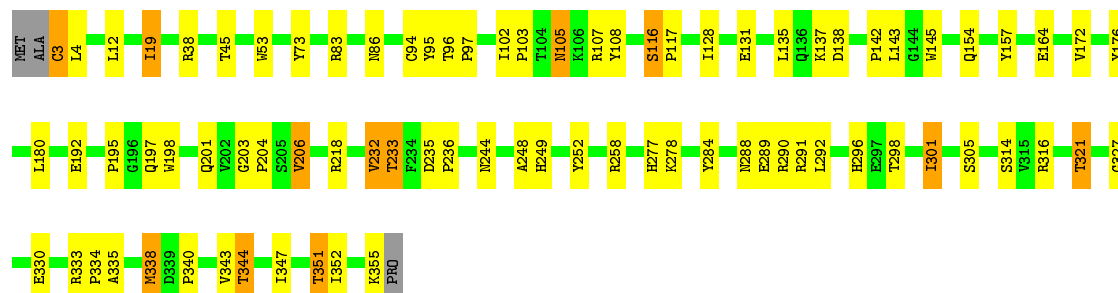 MET ALA C3 L4 L12 I19 R38 T45 W53 Y73 R83 N86 C94 Y95 T96 P97 I102 P103 T104 N105 K106 R107 Y108 S116 P117 I128 E131 L135 Q136 K137 D138 P142 L143 G144 W145 Q154 Y157 E164 V172 Y176
L180 E192 P195 G196 Q197 W198 Q201 V202 G203 P204 S205 V206 R218 V232 T233 F234 D235 P236 N244 A248 H249 Y252 R258 H277 K278 Y284 N288 E289 R290 R291 L292 H296 E297 T298 I301 S305 S314 V315 R316 T321
E330 R333 P334 A335 M338 D339 P340 V343 T344 I347 T351 I352 K355 PRO